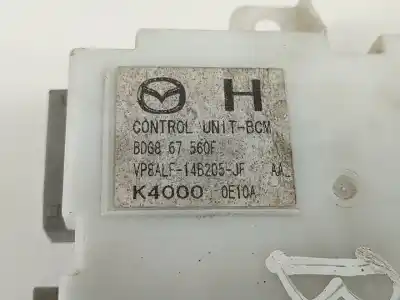 H
CONTROL UNIT-BCM
BDG8 67 560F
VP8ALF-14B205-JF AA
K4000 0E10A